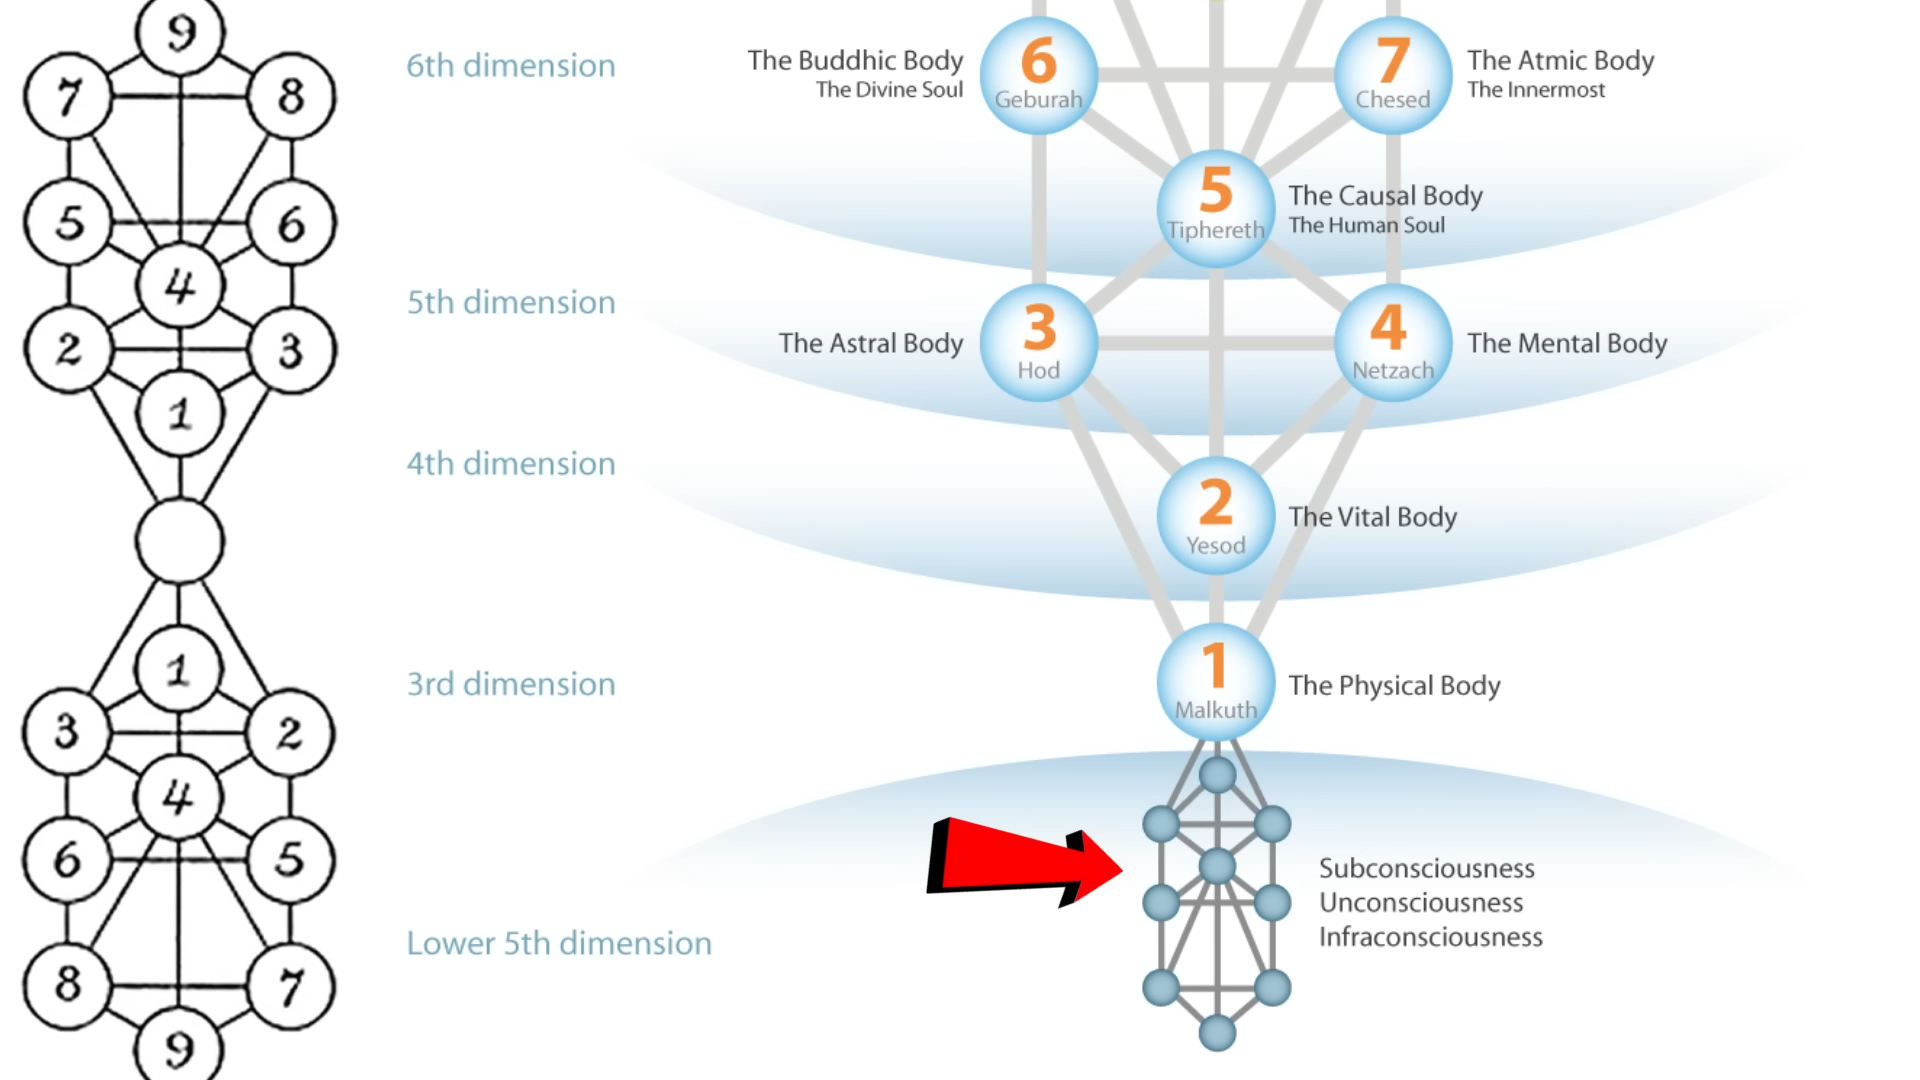 9
7
8
5
6
4
2
3
1
1
3
2
4
6
5
8
7
9
6th dimension
5th dimension
4th dimension
3rd dimension
Lower 5th dimension
The Buddhic Body
The Divine Soul
6
Geburah
7
Chesed
The Atmic Body
The Innermost
5
Tiphereth
The Causal Body
The Human Soul
The Astral Body
3
Hod
4
Netzach
The Mental Body
2
Yesod
The Vital Body
1
Malkuth
The Physical Body
Subconsciousness
Unconsciousness
Infraconsciousness